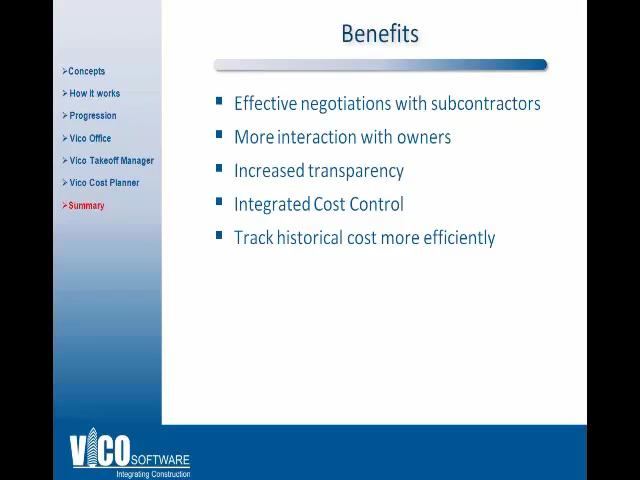 Benefits
Concepts
How it works
Progression
Vico Office
Vico Takeoff Manager
Vico Cost Planner
Summary
Effective negotiations with subcontractors
More interaction with owners
Increased transparency
Integrated Cost Control
Track historical cost more efficiently
VICO SOFTWARE
Integrating Construction